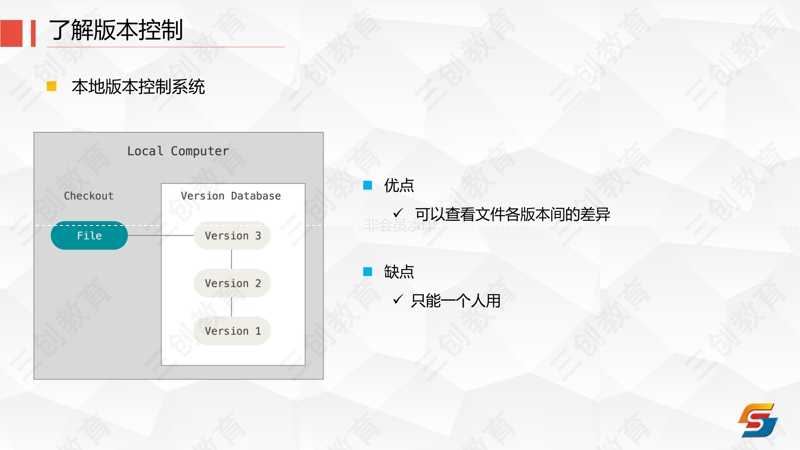 了解版本控制
本地版本控制系统
Local Computer
Checkout
Version Database
File
Version 3
Version 2
Version 1
优点
可以查看文件各版本间的差异
非会员水印
缺点
只能一个人用
三创教育